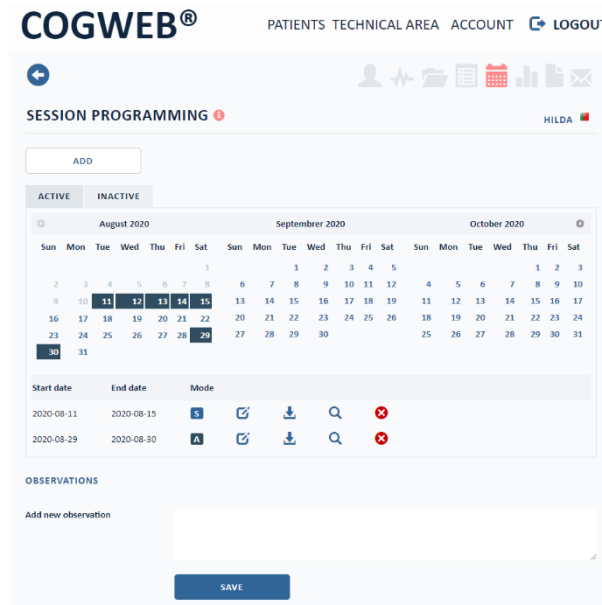 COGWEB®
PATIENTS TECHNICAL AREA ACCOUNT LOGOUT
SESSION PROGRAMMING
HILDA
ADD
ACTIVE INACTIVE
August 2020 Septembrer 2020 October 2020
Sun Mon Tue Wed Thu Fri Sat Sun Mon Tue Wed Thu Fri Sat Sun Mon Tue Wed Thu Fri Sat
1 1 2 3 4 5 1 2 3
2 3 4 5 6 7 8 6 7 8 9 10 11 12 4 5 6 7 8 9 10
9 10 11 12 13 14 15 13 14 15 16 17 18 19 11 12 13 14 15 16 17
16 17 18 19 20 21 22 20 21 22 23 24 25 26 18 19 20 21 22 23 24
23 24 25 26 27 28 29 27 28 29 30 25 26 27 28 29 30 31
30 31
Start date End date Mode
2020-08-11 2020-08-15 S
2020-08-29 2020-08-30 A
OBSERVATIONS
Add new observation
SAVE